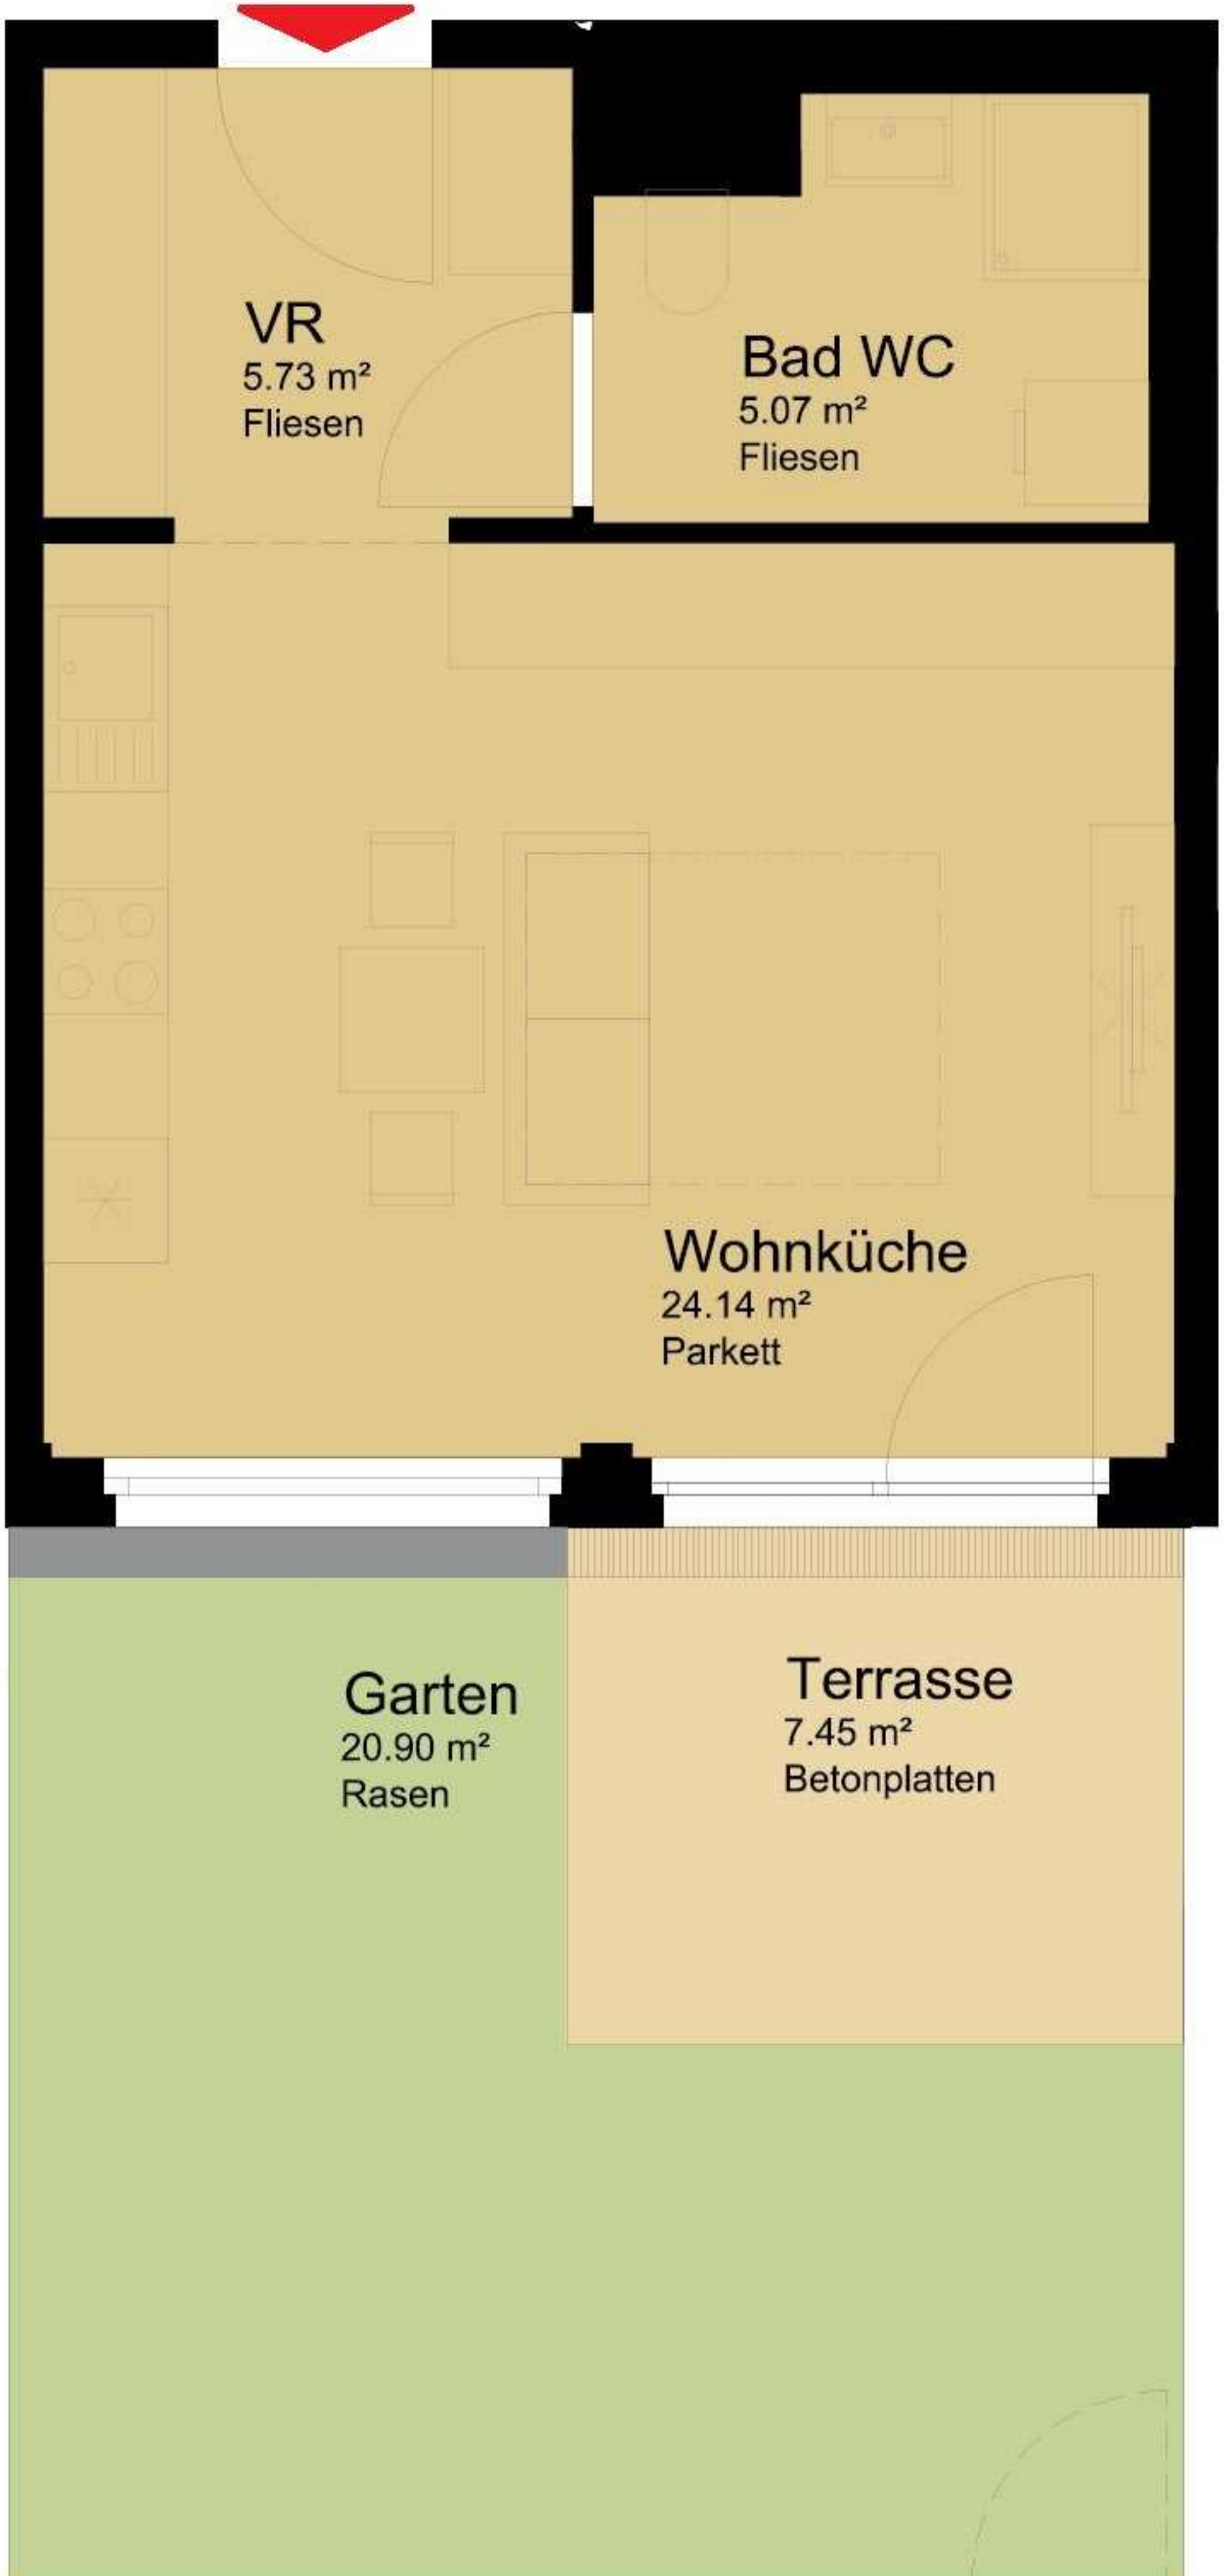 VR
5.73 m²
Fliesen
Bad WC
5.07 m²
Fliesen
Wohnküche
24.14 m²
Parkett
Garten
20.90 m²
Rasen
Terrasse
7.45 m²
Betonplatten